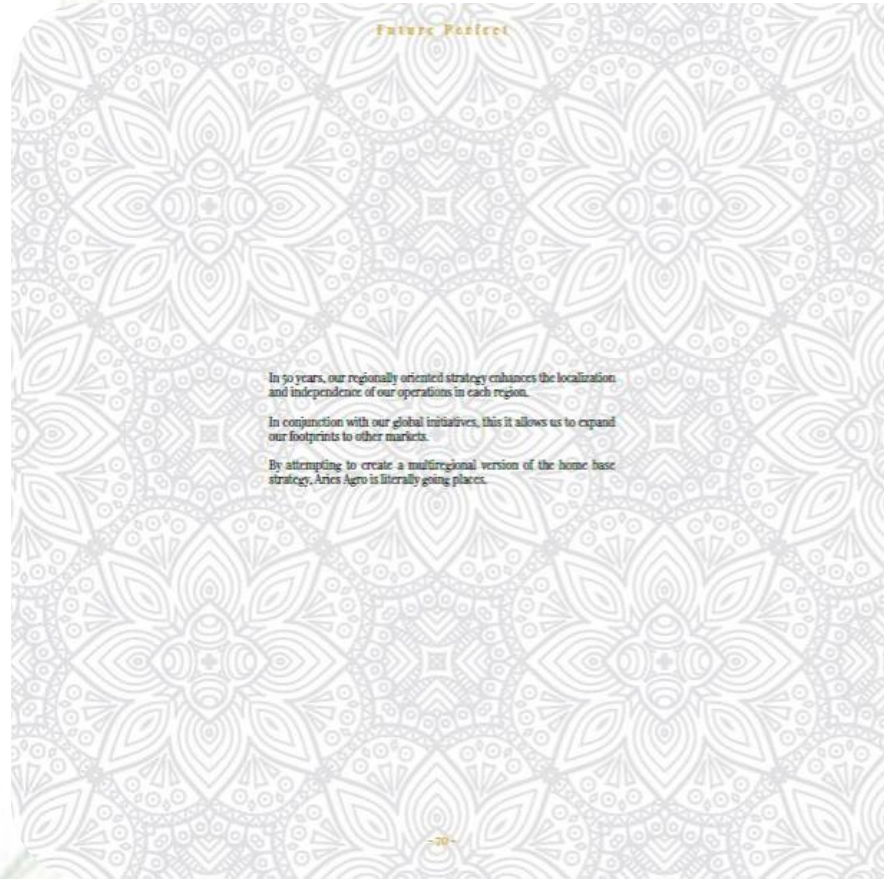 Future Perfect
In 50 years, our regionally oriented strategy enhances the localization
and independence of our operations in each region.
In conjunction with our global initiatives, this it allows us to expand
our footprints to other markets.
By attempting to create a multiregional version of the home base
strategy, Aries Agro is literally going places.